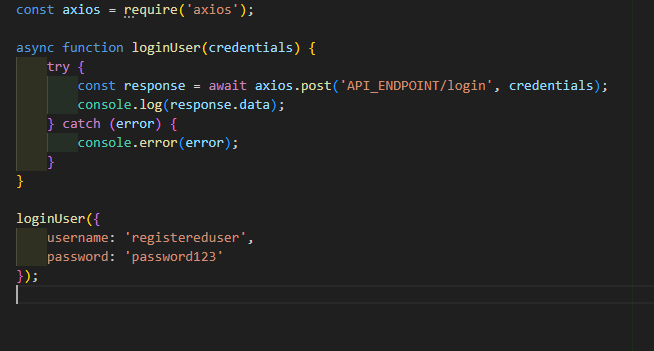 const axios = require('axios');
async function loginUser(credentials) {
try {
const response = await axios.post('API_ENDPOINT/login', credentials);
console.log(response.data);
} catch (error) {
console.error(error);
}
}
loginUser({
username: 'registereduser',
password: 'password123'
});